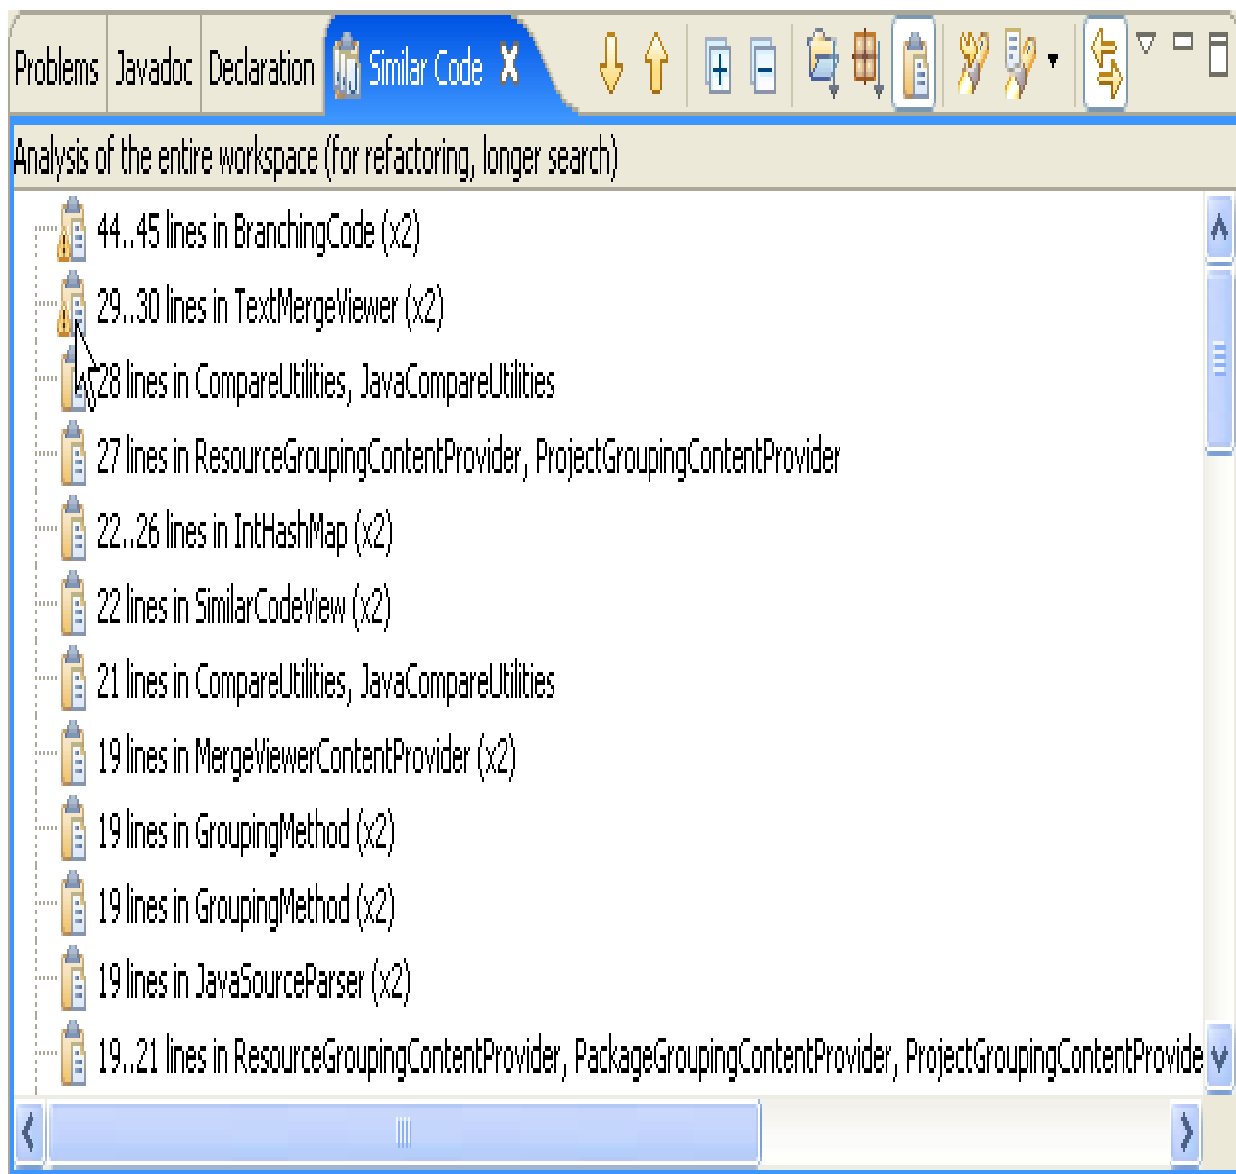 Problems Javadoc Declaration Similar Code
Analysis of the entire workspace (for refactoring, longer search)
44..45 lines in BranchingCode (x2)
29..30 lines in TextMergeViewer (x2)
28 lines in CompareUtilities, JavaCompareUtilities
27 lines in ResourceGroupingContentProvider, ProjectGroupingContentProvider
22..26 lines in IntHashMap (x2)
22 lines in SimilarCodeView (x2)
21 lines in CompareUtilities, JavaCompareUtilities
19 lines in MergeViewerContentProvider (x2)
19 lines in GroupingMethod (x2)
19 lines in GroupingMethod (x2)
19 lines in JavaSourceParser (x2)
19..21 lines in ResourceGroupingContentProvider, PackageGroupingContentProvider, ProjectGroupingContentProvide